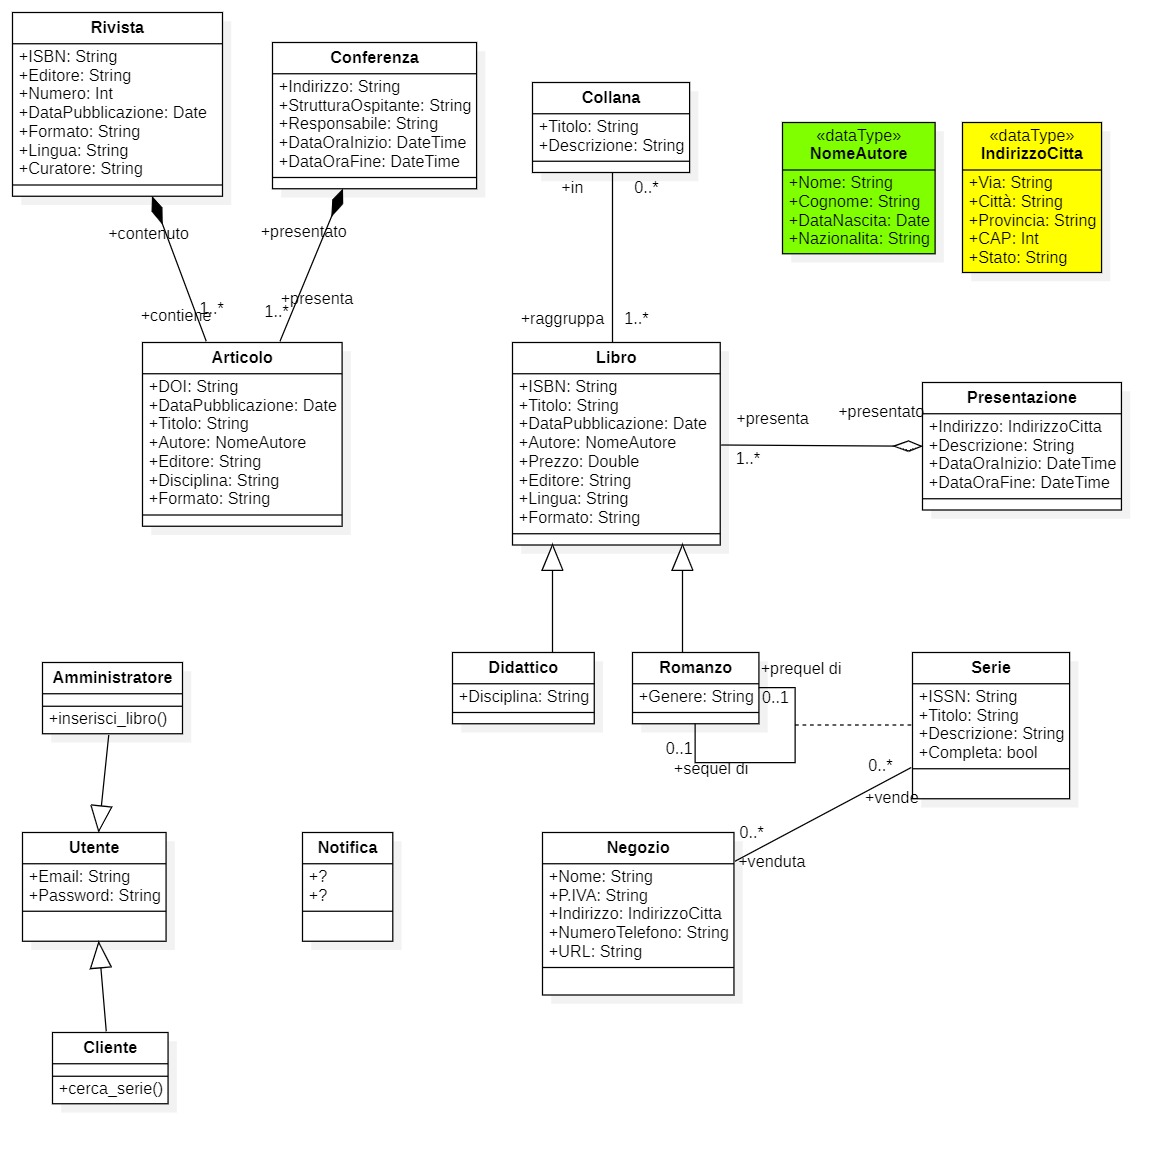 Rivista
+ISBN: String
+Editore: String
+Numero: Int
+DataPubblicazione: Date
+Formato: String
+Lingua: String
+Curatore: String
Conferenza
+Indirizzo: String
+StrutturaOspitante: String
+Responsabile: String
+DataOraInizio: DateTime
+DataOraFine: DateTime
Collana
+Titolo: String
+Descrizione: String
«dataType»
NomeAutore
+Nome: String
+Cognome: String
+DataNascita: Date
+Nazionalita: String
«dataType»
IndirizzoCitta
+Via: String
+Città: String
+Provincia: String
+CAP: Int
+Stato: String
+in
0..*
+contenuto
+presentato
+contiene
1..*
1..*
+presenta
+raggruppa
1..*
Articolo
+DOI: String
+DataPubblicazione: Date
+Titolo: String
+Autore: NomeAutore
+Editore: String
+Disciplina: String
+Formato: String
Libro
+ISBN: String
+Titolo: String
+DataPubblicazione: Date
+Autore: NomeAutore
+Prezzo: Double
+Editore: String
+Lingua: String
+Formato: String
+presenta
1..*
+presentato
Presentazione
+Indirizzo: IndirizzoCitta
+Descrizione: String
+DataOraInizio: DateTime
+DataOraFine: DateTime
Amministratore
+inserisci_libro()
Didattico
+Disciplina: String
Romanzo
+Genere: String
+prequel di
0..1
0..1
+sequel di
Serie
+ISSN: String
+Titolo: String
+Descrizione: String
+Completa: bool
0..*
+vende
0..*
+venduta
Utente
+Email: String
+Password: String
Notifica
+?
+?
Negozio
+Nome: String
+P.IVA: String
+Indirizzo: IndirizzoCitta
+NumeroTelefono: String
+URL: String
Cliente
+cerca_serie()